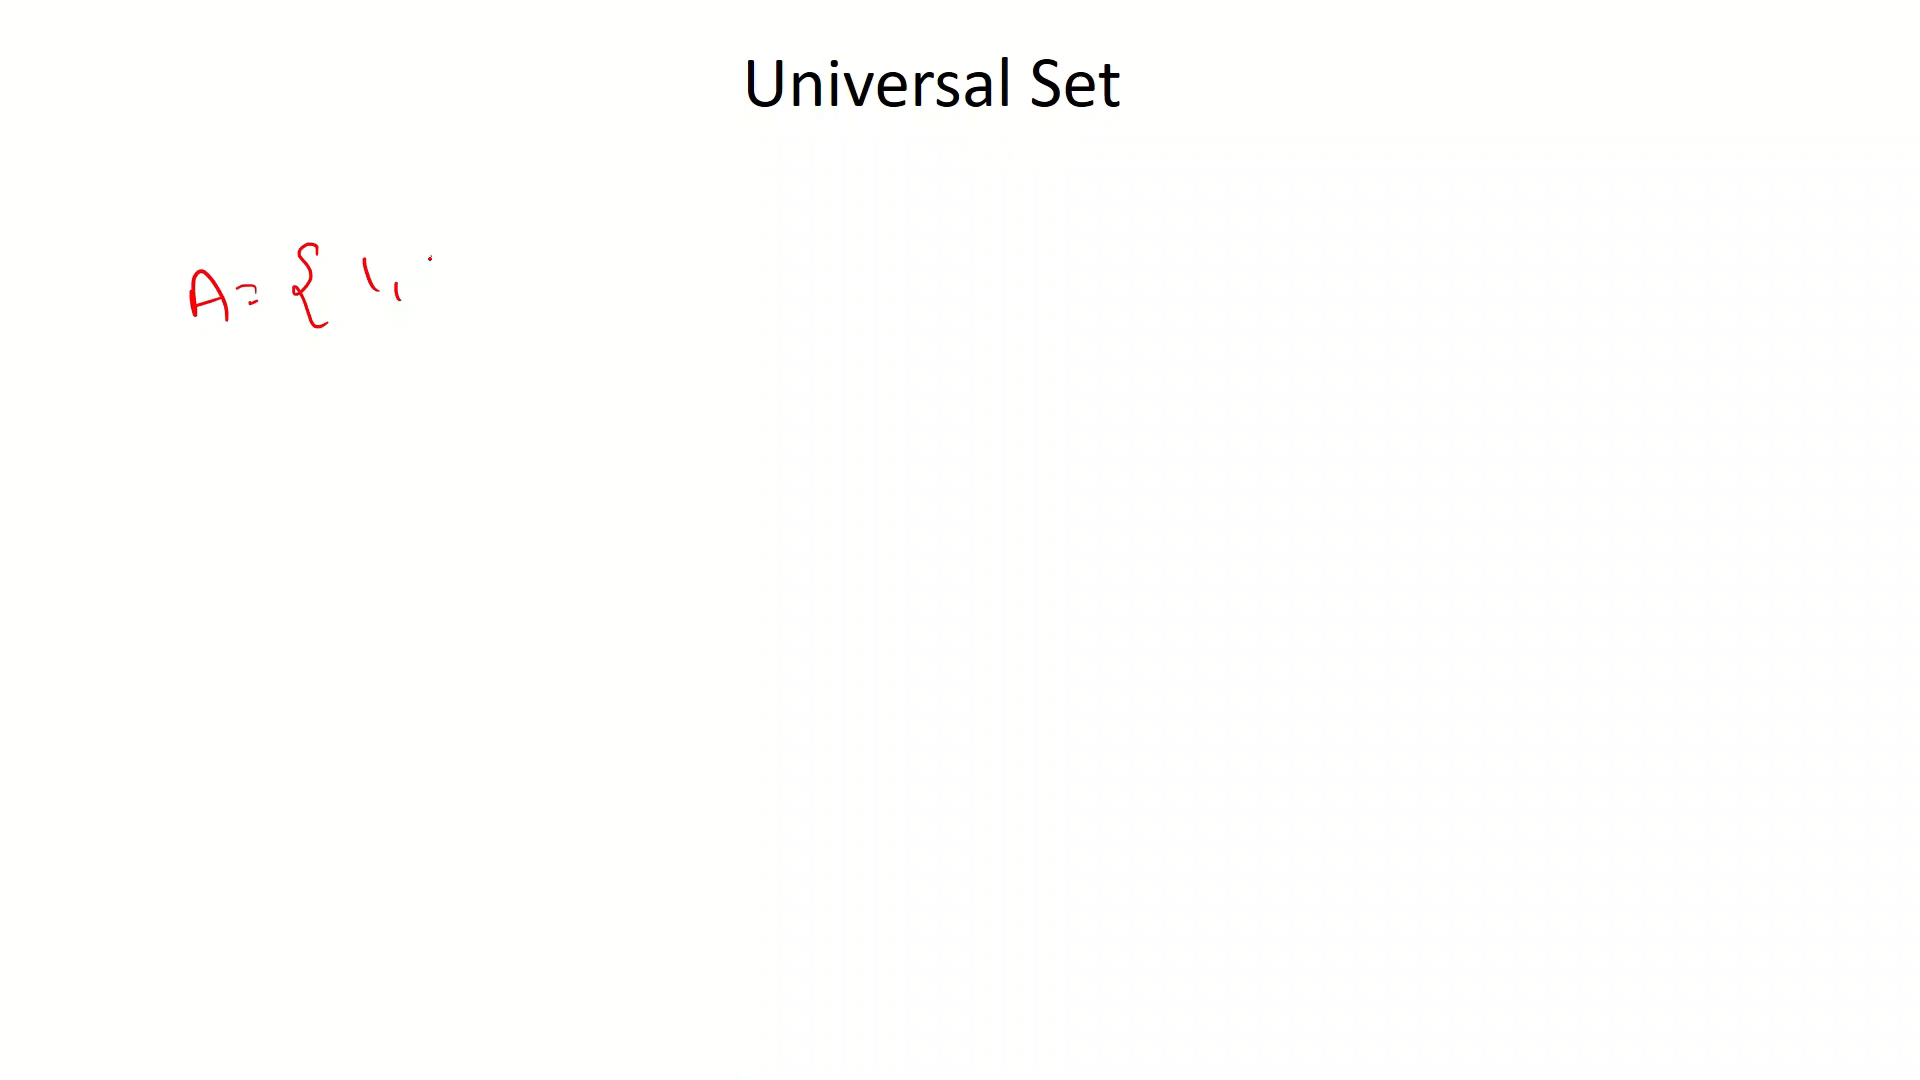 Universal Set
A = { 1,